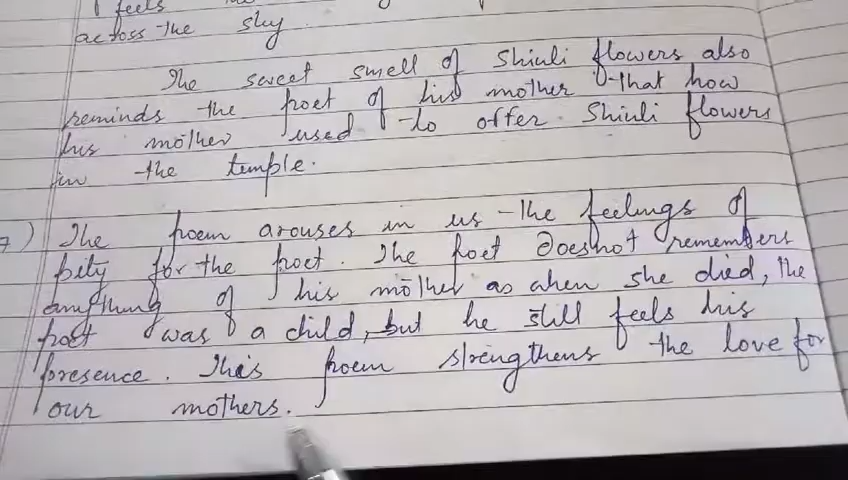 feels
across the sky
The sweet smell of Shiuli flowers also
reminds the poet of his mother that how
his mother used to offer Shiuli flowers
in the temple.
7) The poem arouses in us the feelings of
pity for the poet. The poet Doesnot remembers
anything of his mother as when she died, the
poet was a child, but he still feels his
presence. This poem strengthens the love for
our mothers.